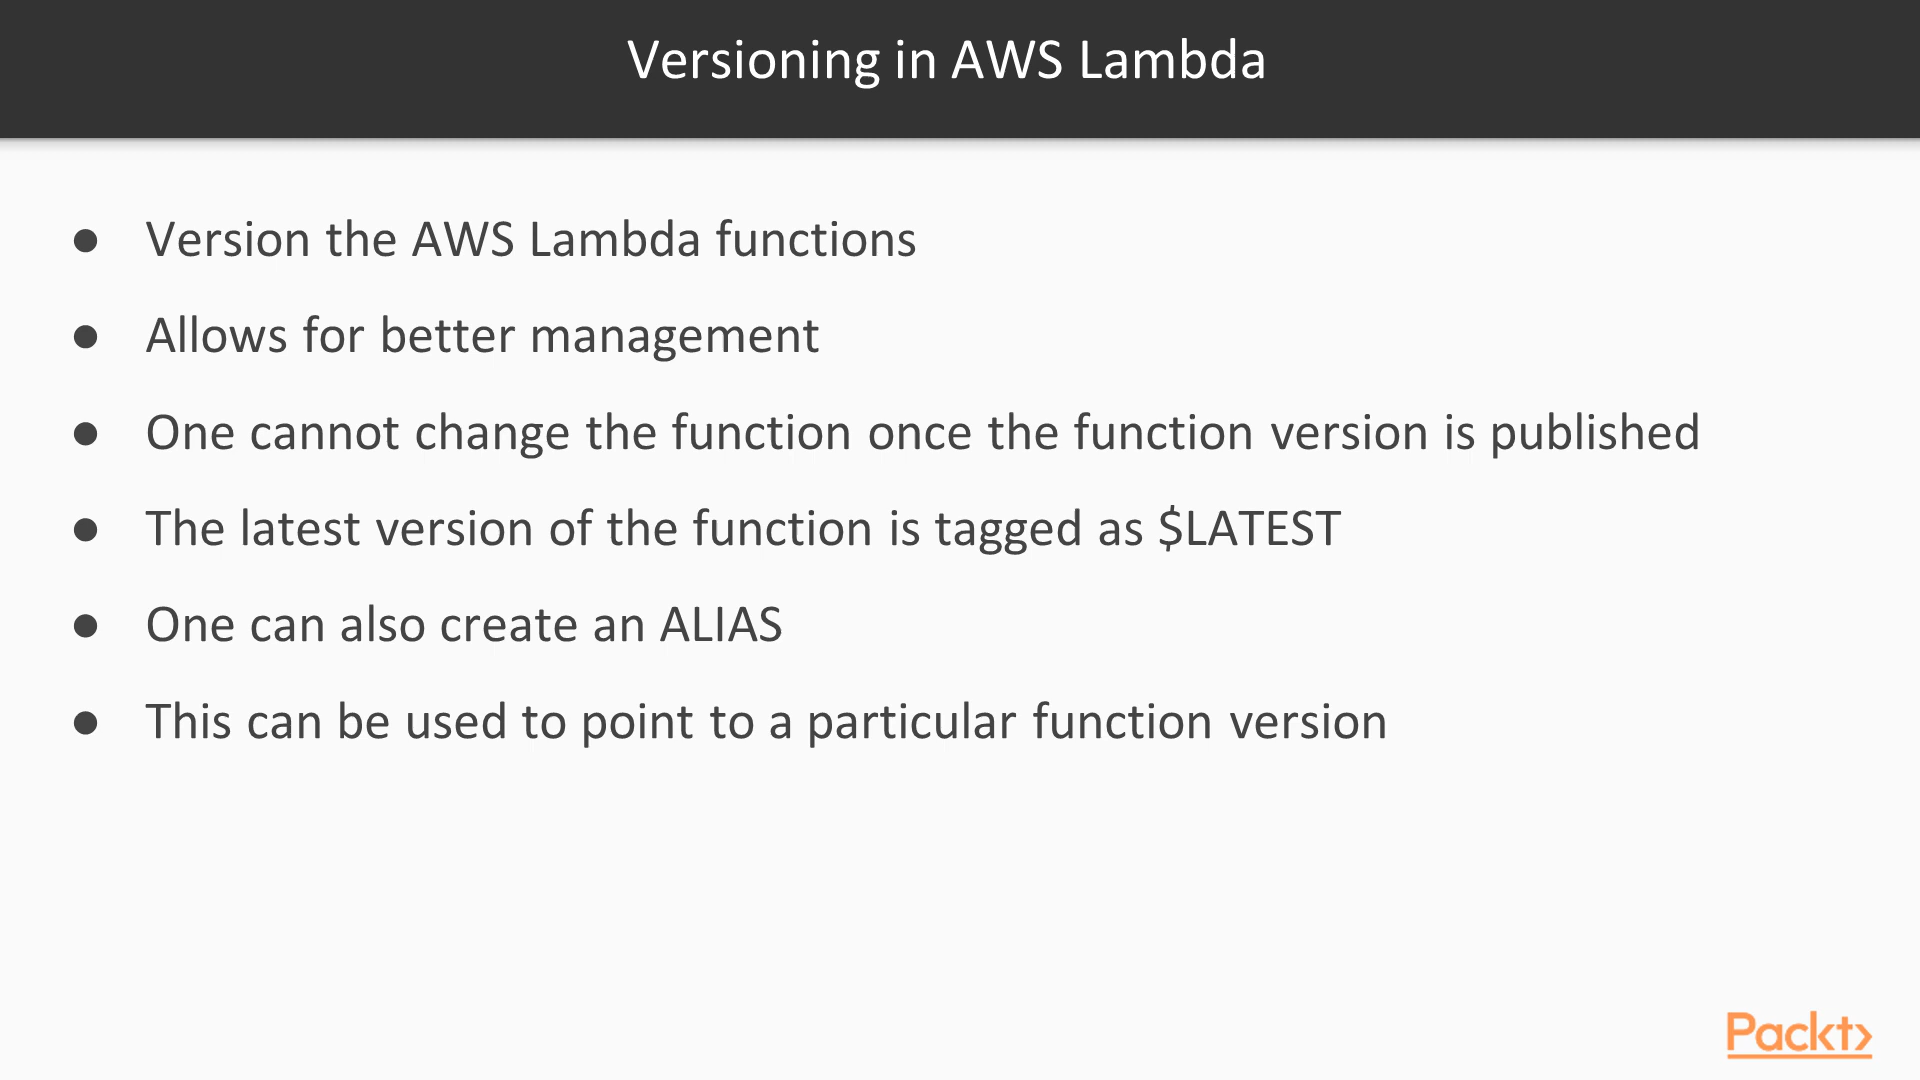 Versioning in AWS Lambda
● Version the AWS Lambda functions
● Allows for better management
● One cannot change the function once the function version is published
● The latest version of the function is tagged as $LATEST
● One can also create an ALIAS
● This can be used to point to a particular function version
Packt>